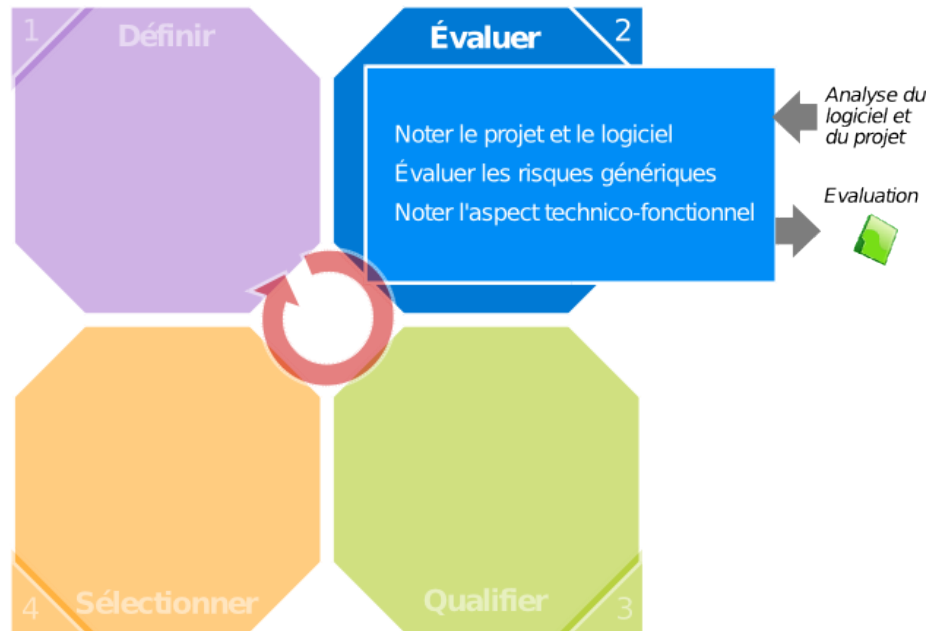 1
Définir
Évaluer
2
Noter le projet et le logiciel
Évaluer les risques génériques
Noter l'aspect technico-fonctionnel
Analyse du
logiciel et
du projet
Evaluation
4
Sélectionner
Qualifier
3